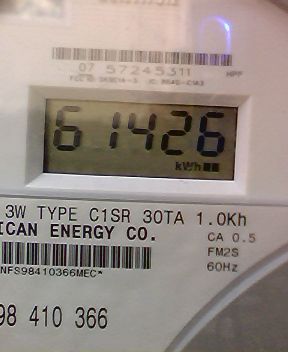 07 57245311 HPP
61426
kWh
3W TYPE C1SR 30TA 1.0Kh
ICAN ENERGY CO.
CA 0.5
FM2S
60Hz
NFS98410366MEC*
98 410 366